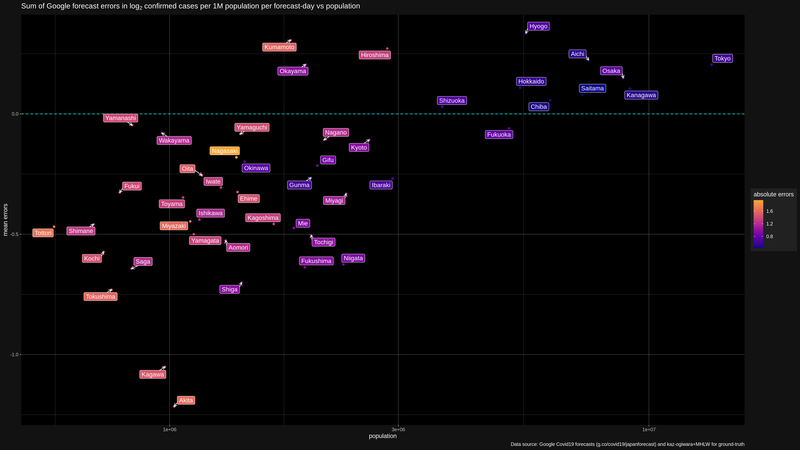 Sum of Google forecast errors in log2 confirmed cases per 1M population per forecast-day vs population
Hyogo
Kumamoto
Hiroshima
Aichi
Tokyo
Okayama
Osaka
Hokkaido
Saitama
Kanagawa
Shizuoka
Chiba
0.0
Yamanashi
Yamaguchi
Nagano
Fukuoka
Wakayama
Kyoto
Nagasaki
Gifu
Oita
Okinawa
absolute errors
Iwate
Fukui
Gunma
Ibaraki
1.6
Ehime
Miyagi
1.2
Toyama
Ishikawa
0.8
mean errors
Kagoshima
Mie
Miyazaki
Tottori
Shimane
-0.5
Yamagata
Aomori
Tochigi
Kochi
Saga
Fukushima
Niigata
Shiga
Tokushima
-1.0
Kagawa
Akita
1e+06
3e+06
1e+07
population
Data source: Google Covid19 forecasts (g.co/covid19/japanforecast) and kaz-ogiwara+MHLW for ground-truth